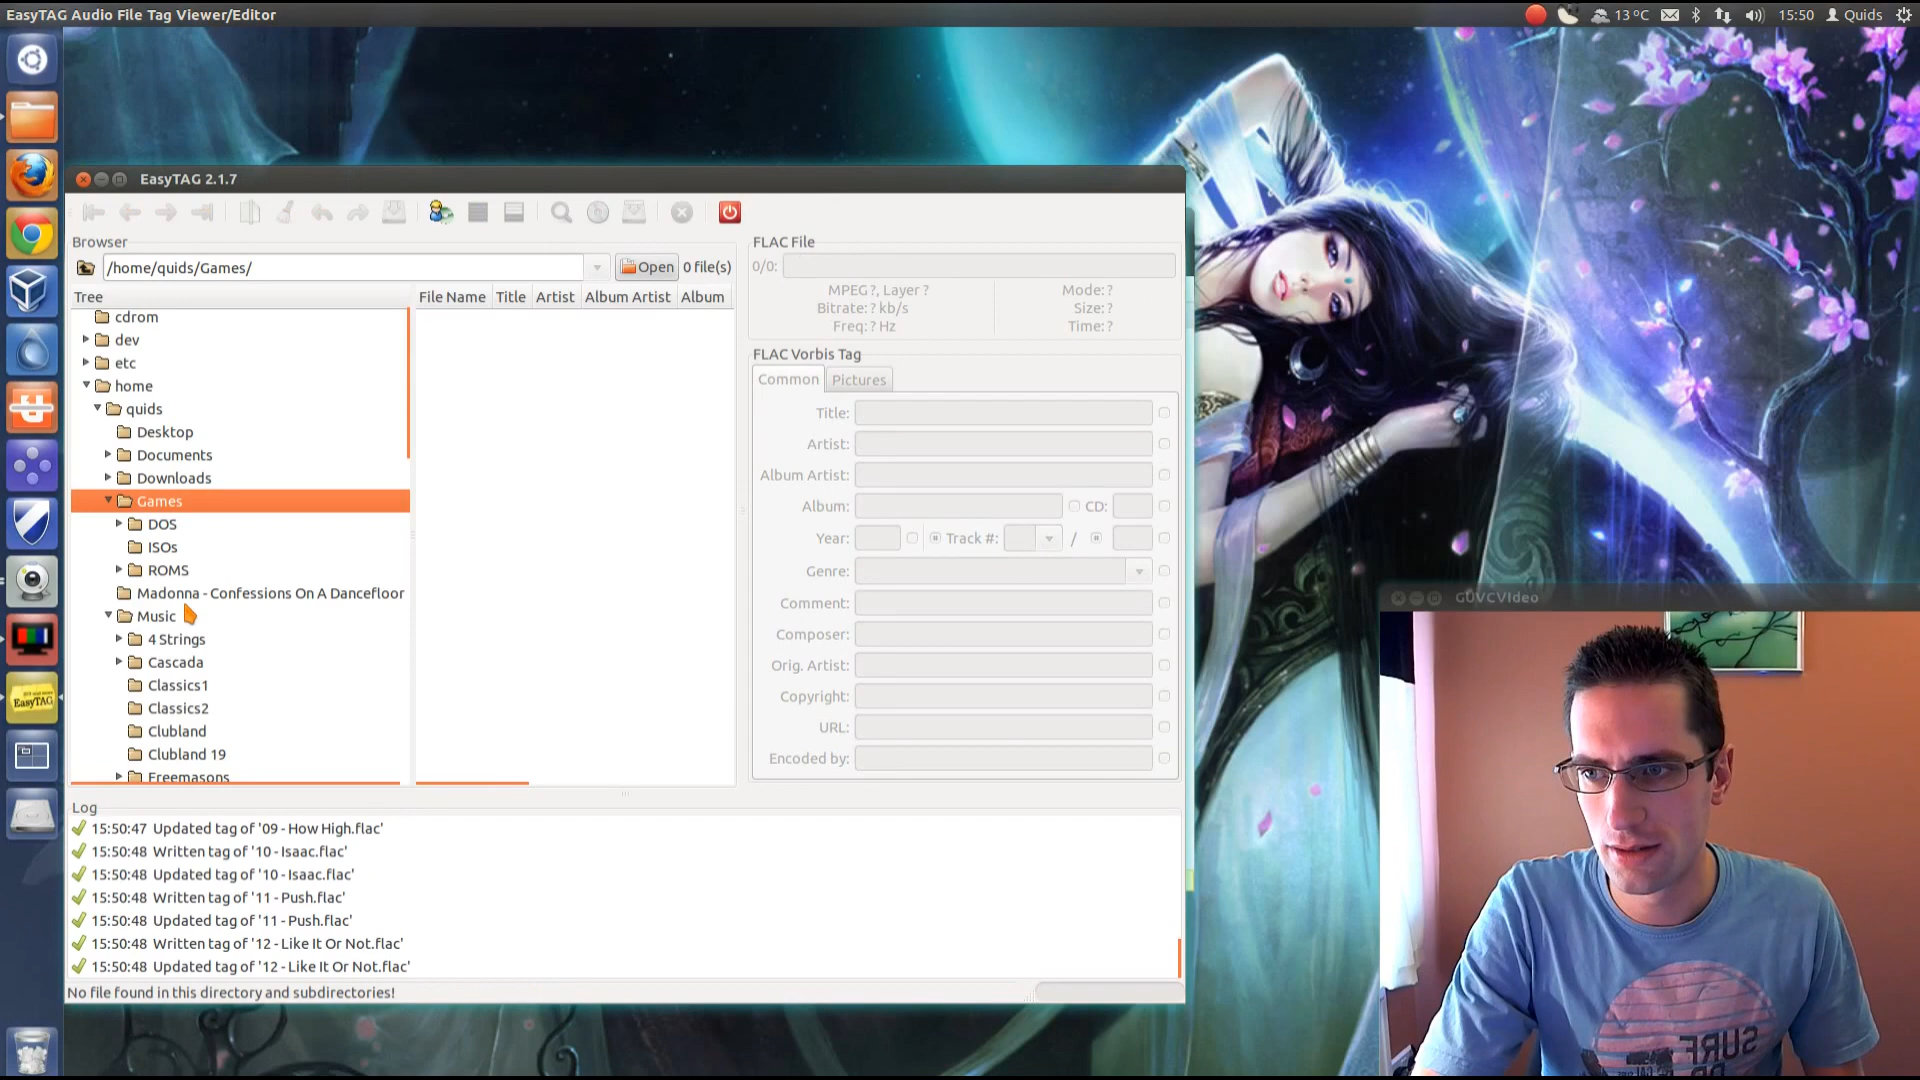 EasyTAG Audio File Tag Viewer/Editor
13°C
15:50
Quids
EasyTAG 2.1.7
Browser
/home/quids/Games/
Open
0 file(s)
Tree
File Name
Title
Artist
Album Artist
Album
cdrom
dev
etc
home
quids
Desktop
Documents
Downloads
Games
DOS
ISOs
ROMS
Madonna - Confessions On A Dancefloor
Music
4 Strings
Cascada
Classics1
Classics2
Clubland
Clubland 19
Freemasons
FLAC File
0/0:
MPEG ?, Layer ?
Mode: ?
Bitrate: ? kb/s
Size: ?
Freq: ? Hz
Time: ?
FLAC Vorbis Tag
Common
Pictures
Title:
Artist:
Album Artist:
Album:
CD:
Year:
Track #:
/
Genre:
Comment:
Composer:
Orig. Artist:
Copyright:
URL:
Encoded by:
Log
15:50:47 Updated tag of '09 - How High.flac'
15:50:48 Written tag of '10 - Isaac.flac'
15:50:48 Updated tag of '10 - Isaac.flac'
15:50:48 Written tag of '11 - Push.flac'
15:50:48 Updated tag of '11 - Push.flac'
15:50:48 Written tag of '12 - Like It Or Not.flac'
15:50:48 Updated tag of '12 - Like It Or Not.flac'
No file found in this directory and subdirectories!
EasyTAG
GUVCVideo
SURF